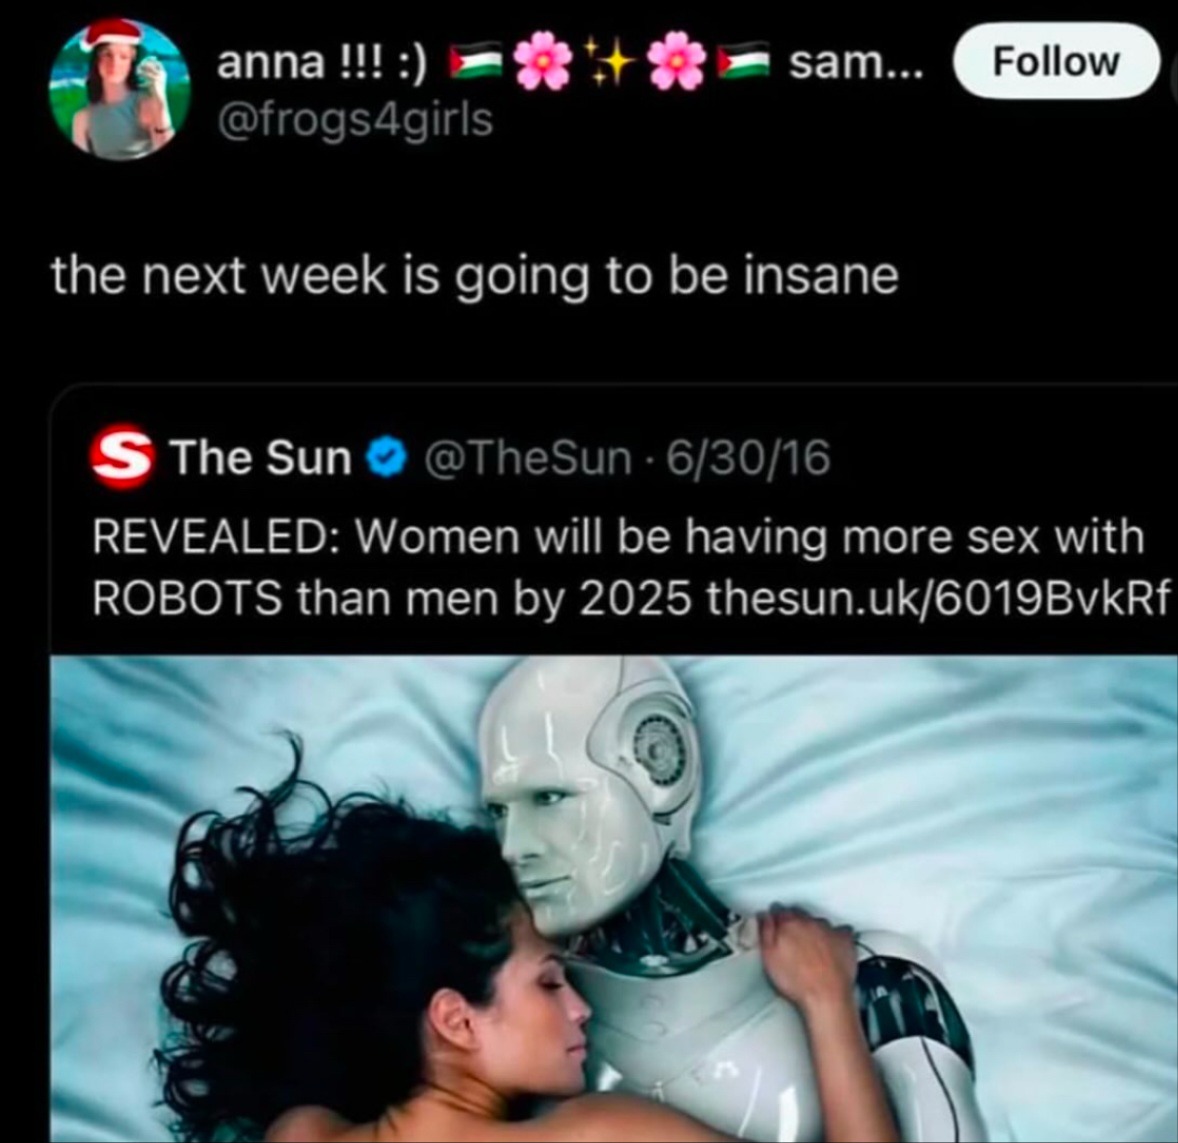 anna !!! :) 🇵🇸🌸✨🌸🇵🇸 sam...
Follow
@frogs4girls
the next week is going to be insane
S The Sun @TheSun · 6/30/16
REVEALED: Women will be having more sex with
ROBOTS than men by 2025 thesun.uk/6019BvkRf